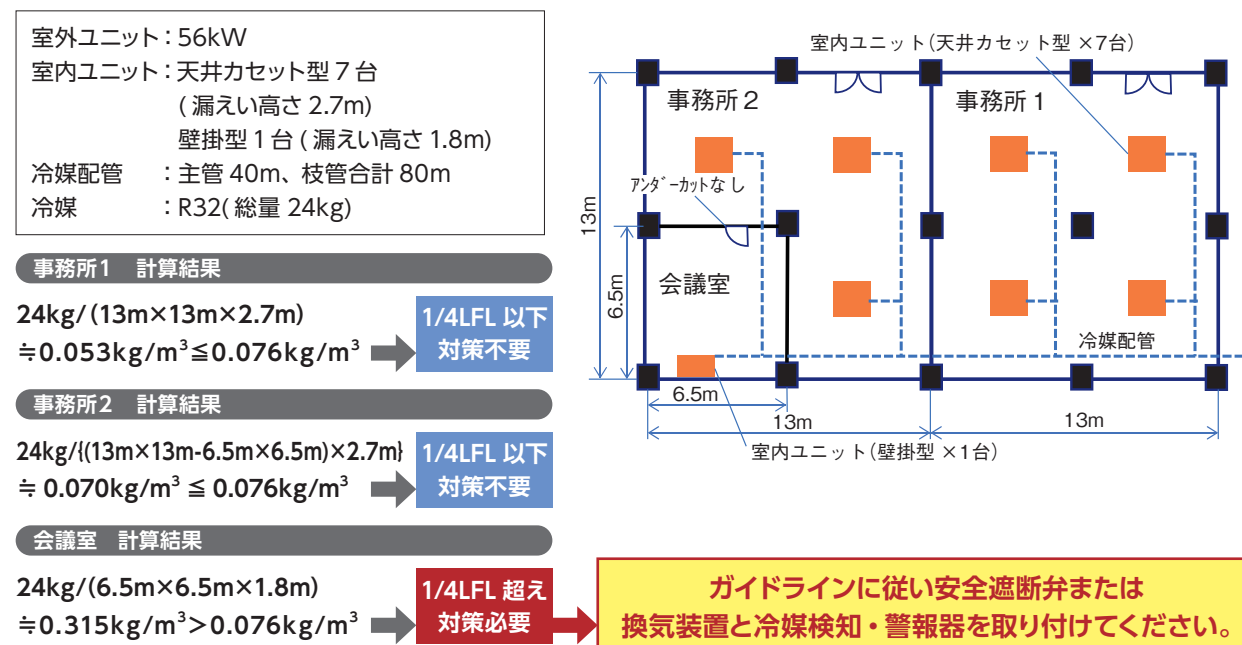 室外ユニット：56kW
室内ユニット：天井カセット型 7 台
(漏えい高さ 2.7m)
壁掛型 1 台 (漏えい高さ 1.8m)
冷媒配管　：主管 40m、枝管合計 80m
冷媒　　　：R32(総量 24kg)
事務所1　計算結果
24kg/(13m×13m×2.7m)
≒0.053kg/m³≦0.076kg/m³
1/4LFL 以下
対策不要
事務所2　計算結果
24kg/{(13m×13m-6.5m×6.5m)×2.7m}
≒ 0.070kg/m³ ≦ 0.076kg/m³
1/4LFL 以下
対策不要
会議室　計算結果
24kg/(6.5m×6.5m×1.8m)
≒0.315kg/m³>0.076kg/m³
1/4LFL 超え
対策必要
ガイドラインに従い安全遮断弁または
換気装置と冷媒検知・警報器を取り付けてください。
室内ユニット(天井カセット型 ×7台)
事務所 2
事務所 1
ｱﾝﾀﾞｰｶｯﾄなし
13m
6.5m
会議室
冷媒配管
6.5m
13m
13m
室内ユニット(壁掛型 ×1台)